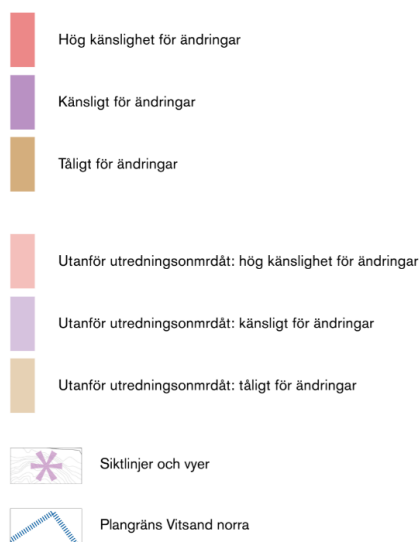 Hög känslighet för ändringar
Känsligt för ändringar
Tåligt för ändringar
Utanför utredningsonmrdåt: hög känslighet för ändringar
Utanför utredningsonmrdåt: känsligt för ändringar
Utanför utredningsonmrdåt: tåligt för ändringar
Siktlinjer och vyer
Plangräns Vitsand norra